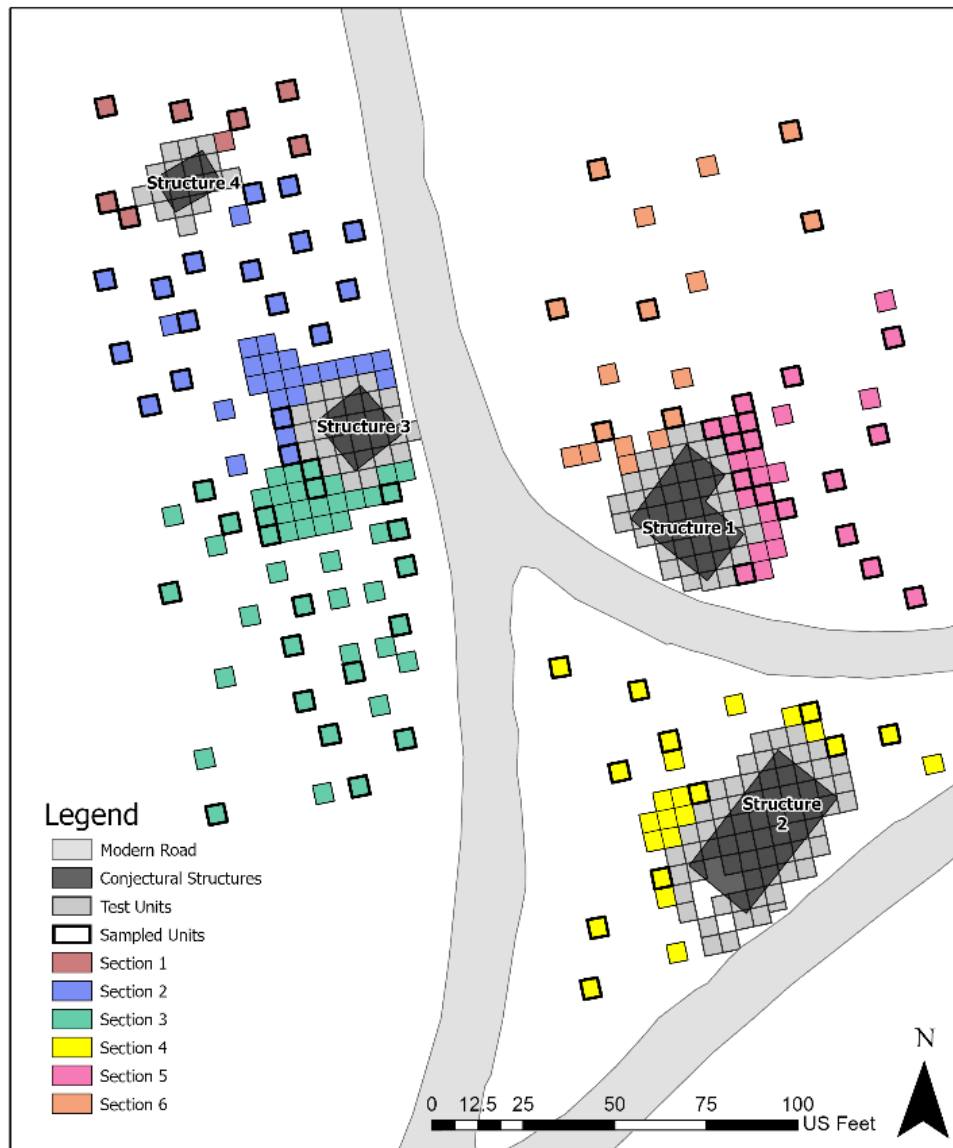 Structure 4
Structure 3
Structure 1
Structure
2
Legend
Modern Road
Conjectural Structures
Test Units
Sampled Units
Section 1
Section 2
Section 3
Section 4
Section 5
Section 6
N
0 12.5 25 50 75 100
US Feet